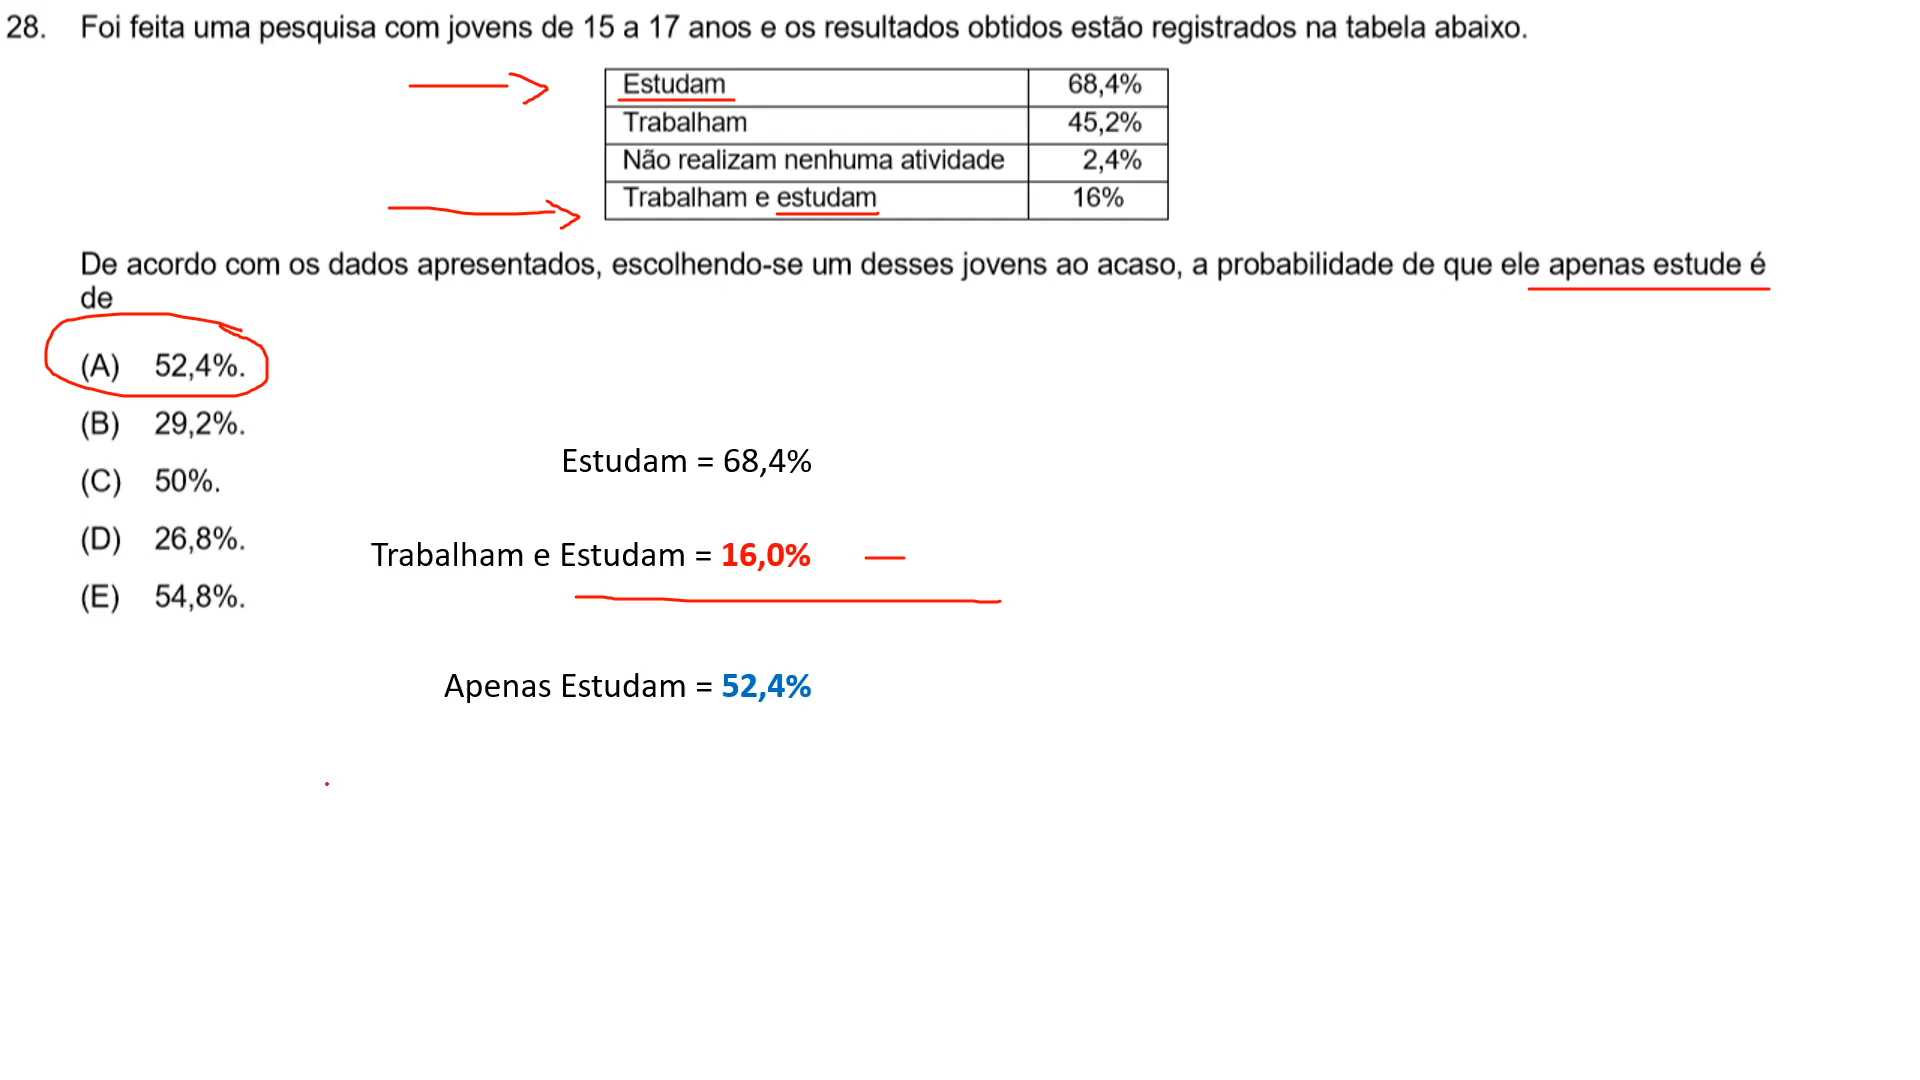 28. Foi feita uma pesquisa com jovens de 15 a 17 anos e os resultados obtidos estão registrados na tabela abaixo.
Estudam 68,4%
Trabalham 45,2%
Não realizam nenhuma atividade 2,4%
Trabalham e estudam 16%
De acordo com os dados apresentados, escolhendo-se um desses jovens ao acaso, a probabilidade de que ele apenas estude é
de
(A) 52,4%.
(B) 29,2%.
(C) 50%.
(D) 26,8%.
(E) 54,8%.
Estudam = 68,4%
Trabalham e Estudam = 16,0%
Apenas Estudam = 52,4%